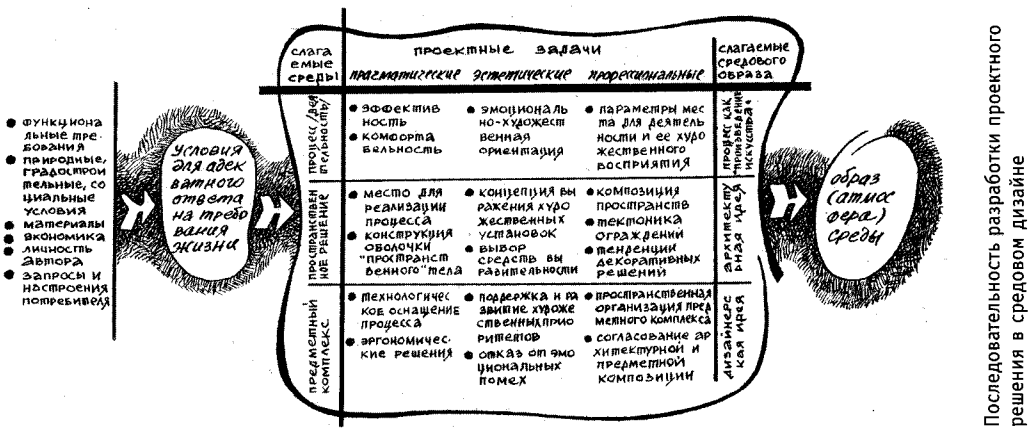 ● функциона
льные тре
бования
● природные,
градострои
тельные, со
циальные
условия
● материалы
● экономика
● личность
автора
● запросы и
настроения
потребителя
условия
для адек
ватного
ответа
на требо
вания
жизни
слага
емые
среды
проектные задачи
прагматические эстетические профессиональные
слагаемые
средового
образа
процесс/дея
тельность/
● эффектив
ность
● комфорта
бельность
● эмоциональ
но-художест
венная
ориентация
● параметры мес
та для деятель
ности и ее худо
жественного
восприятия
процесс как
"произведение
искусства"
пространствен
ное решение
● место для
реализации
процесса
● конструкция
оболочки
"пространст
венного" тела
● концепция вы
ражения худо
жественных
установок
● выбор
средств вы
разительности
● композиция
пространств
● тектоника
ограждений
● тенденции
декоративных
решений
архитекту
рная идея
предметный
комплекс
● технологичес
кое оснащение
процесса
● эргономичес-
кие решения
● поддержка и ра
звитие художе
ственных прио
ритетов
● отказ от эмо
циональных
помех
● пространственная
организация пред
метного комплекса
● согласование ар
хитектурной и
предметной
композиции
дизайнерс
кая идея
образ
(атмос
фера)
среды
Последовательность разработки проектного
решения в средовом дизайне